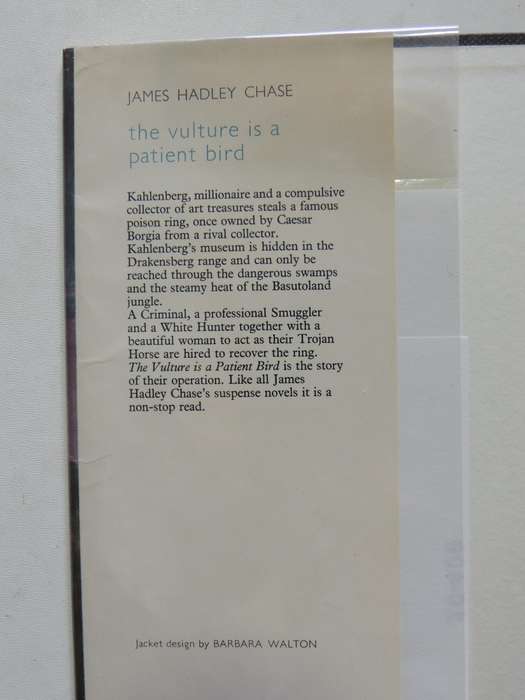 JAMES HADLEY CHASE
the vulture is a
patient bird
Kahlenberg, millionaire and a compulsive
collector of art treasures steals a famous
poison ring, once owned by Caesar
Borgia from a rival collector.
Kahlenberg's museum is hidden in the
Drakensberg range and can only be
reached through the dangerous swamps
and the steamy heat of the Basutoland
jungle.
A Criminal, a professional Smuggler
and a White Hunter together with a
beautiful woman to act as their Trojan
Horse are hired to recover the ring.
The Vulture is a Patient Bird is the story
of their operation. Like all James
Hadley Chase's suspense novels it is a
non-stop read.
Jacket design by BARBARA WALTON